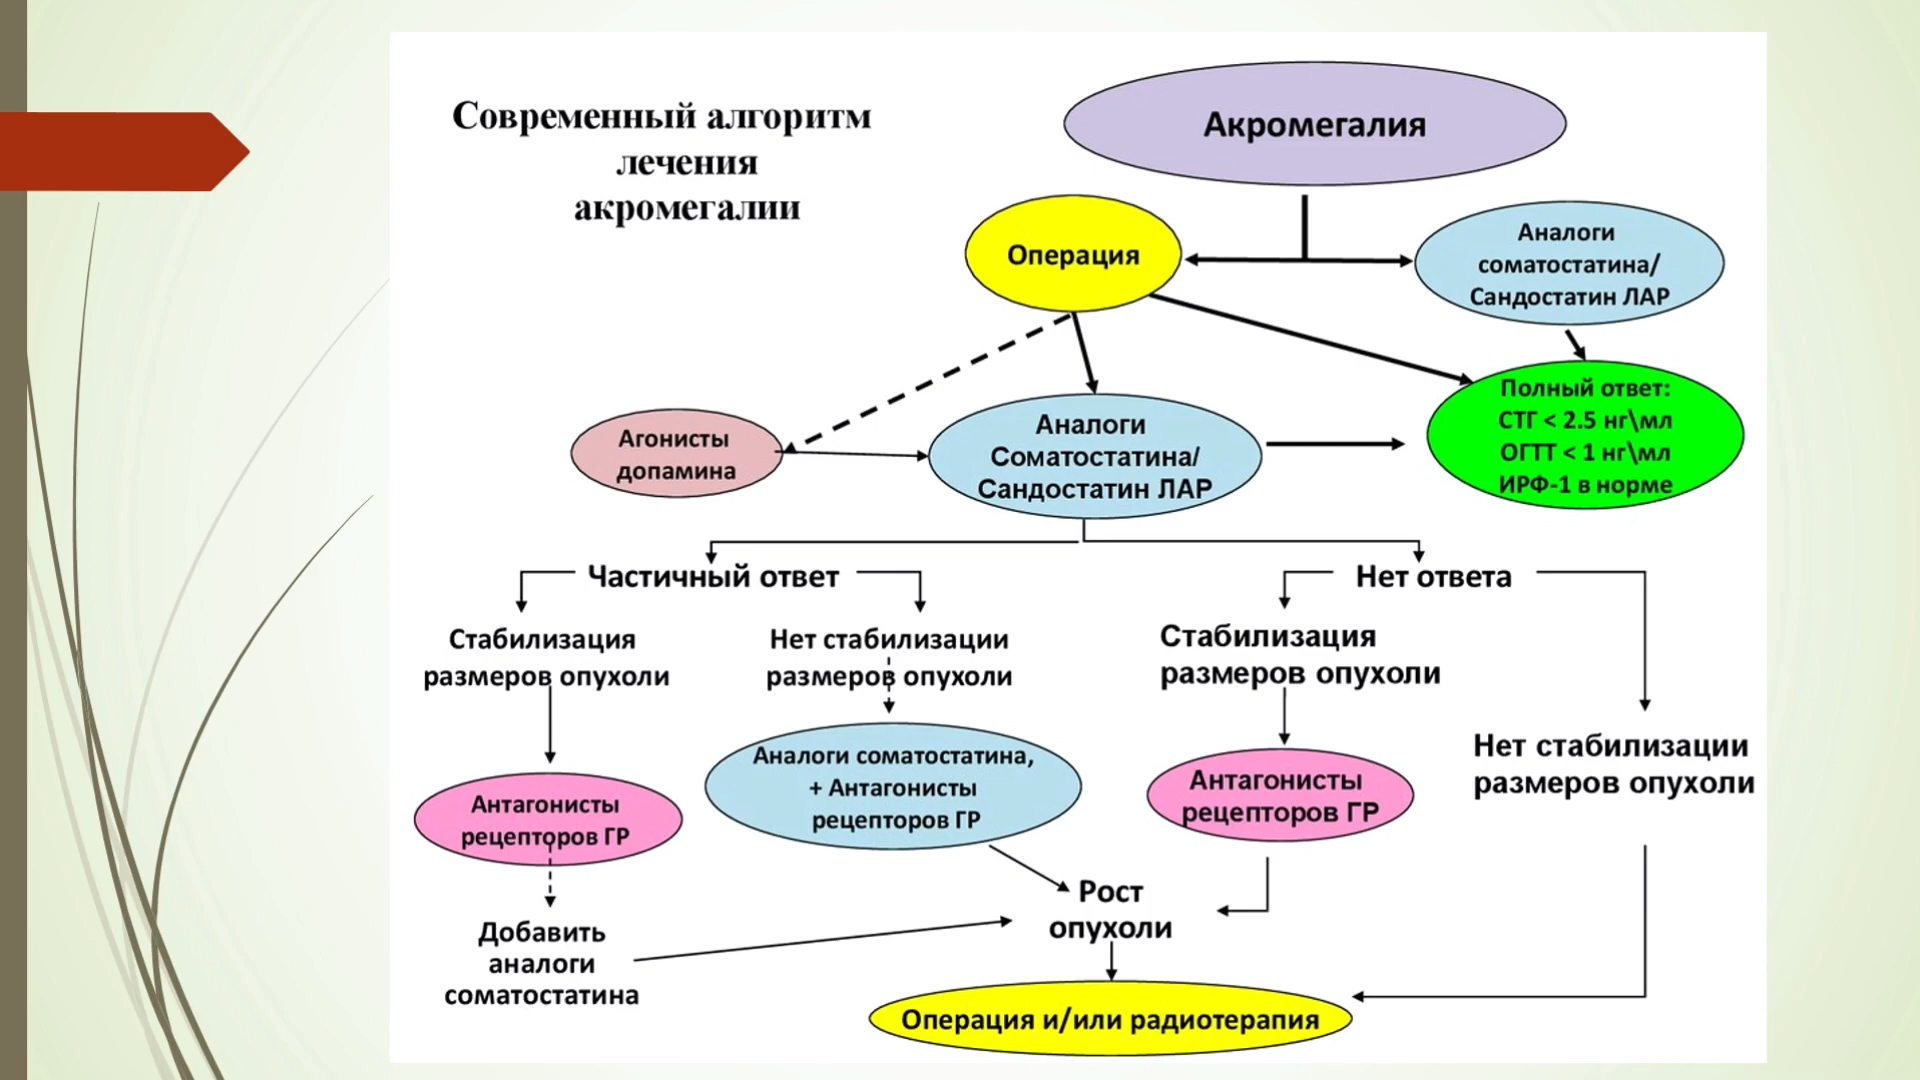 Современный алгоритм
лечения
акромегалии
Акромегалия
Операция
Аналоги
соматостатина/
Сандостатин ЛАР
Агонисты
допамина
Аналоги
Соматостатина/
Сандостатин ЛАР
Полный ответ:
СТГ < 2.5 нг\мл
ОГТТ < 1 нг\мл
ИРФ-1 в норме
Частичный ответ
Нет ответа
Стабилизация
размеров опухоли
Нет стабилизации
размеров опухоли
Стабилизация
размеров опухоли
Нет стабилизации
размеров опухоли
Антагонисты
рецепторов ГР
Аналоги соматостатина,
+ Антагонисты
рецепторов ГР
Антагонисты
рецепторов ГР
Добавить
аналоги
соматостатина
Рост
опухоли
Операция и/или радиотерапия